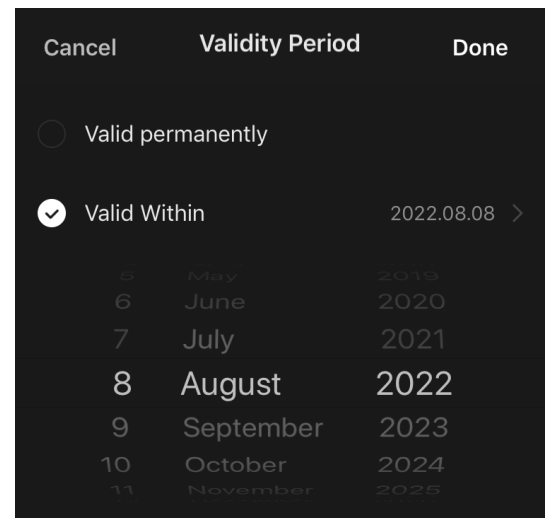 Cancel Validity Period Done
Valid permanently
Valid Within 2022.08.08
5 May 2019
6 June 2020
7 July 2021
8 August 2022
9 September 2023
10 October 2024
11 November 2025